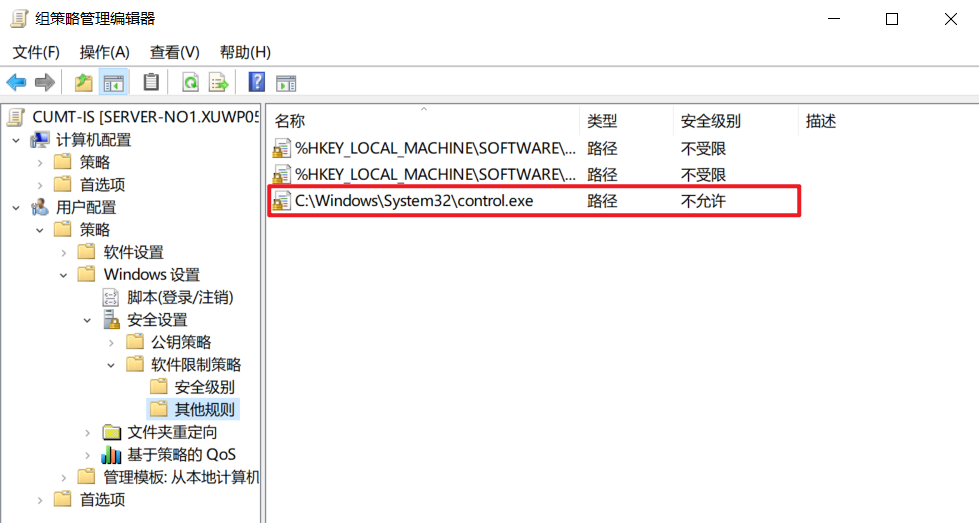 组策略管理编辑器
文件(F) 操作(A) 查看(V) 帮助(H)
CUMT-IS [SERVER-NO1.XUWP05
计算机配置
策略
首选项
用户配置
策略
软件设置
Windows 设置
脚本(登录/注销)
安全设置
公钥策略
软件限制策略
安全级别
其他规则
文件夹重定向
基于策略的 QoS
管理模板: 从本地计算机
首选项
名称 类型 安全级别 描述
%HKEY_LOCAL_MACHINE\SOFTWARE\... 路径 不受限
%HKEY_LOCAL_MACHINE\SOFTWARE\... 路径 不受限
C:\Windows\System32\control.exe 路径 不允许